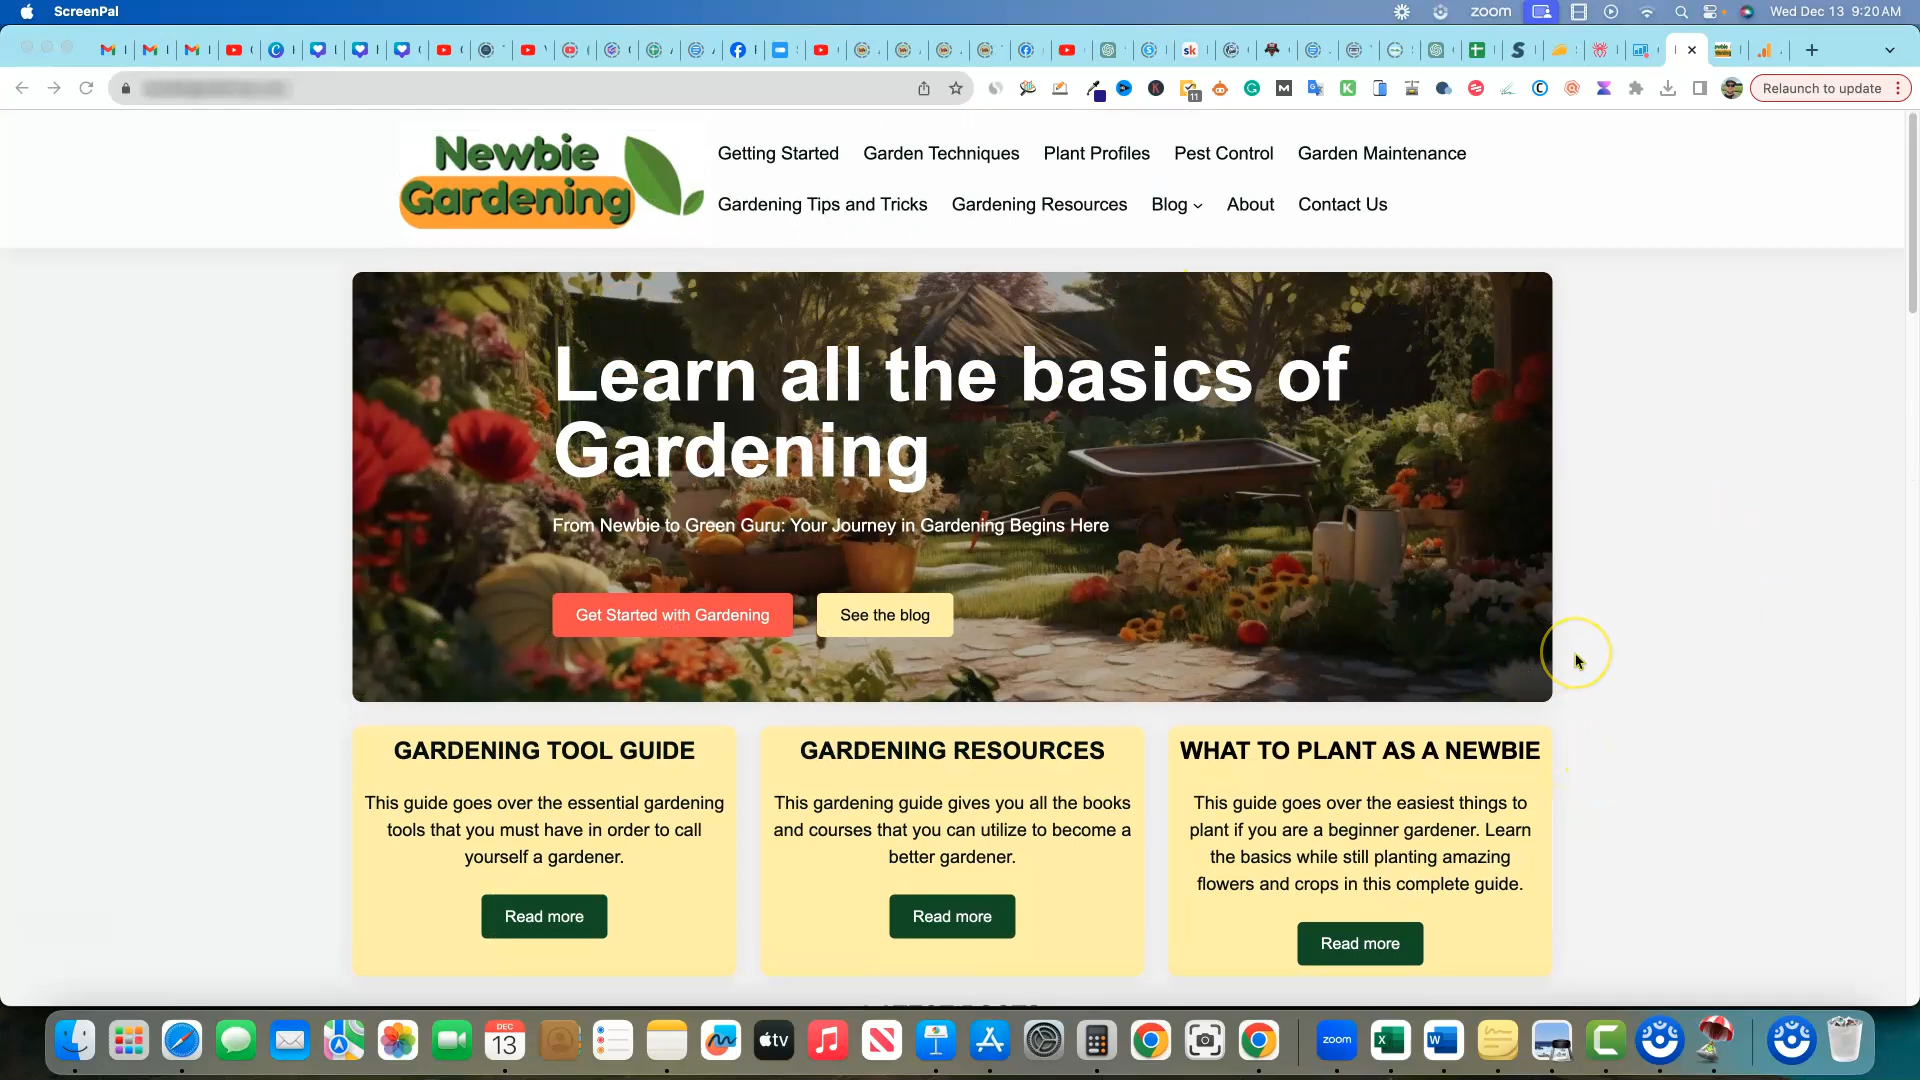 ScreenPal
zoom
Wed Dec 13 9:20 AM
sk
11
Relaunch to update
Newbie
Gardening
Getting Started
Garden Techniques
Plant Profiles
Pest Control
Garden Maintenance
Gardening Tips and Tricks
Gardening Resources
Blog
About
Contact Us
Learn all the basics of
Gardening
From Newbie to Green Guru: Your Journey in Gardening Begins Here
Get Started with Gardening
See the blog
GARDENING TOOL GUIDE
This guide goes over the essential gardening
tools that you must have in order to call
yourself a gardener.
Read more
GARDENING RESOURCES
This gardening guide gives you all the books
and courses that you can utilize to become a
better gardener.
Read more
WHAT TO PLANT AS A NEWBIE
This guide goes over the easiest things to
plant if you are a beginner gardener. Learn
the basics while still planting amazing
flowers and crops in this complete guide.
Read more
DEC
13
tv
zoom